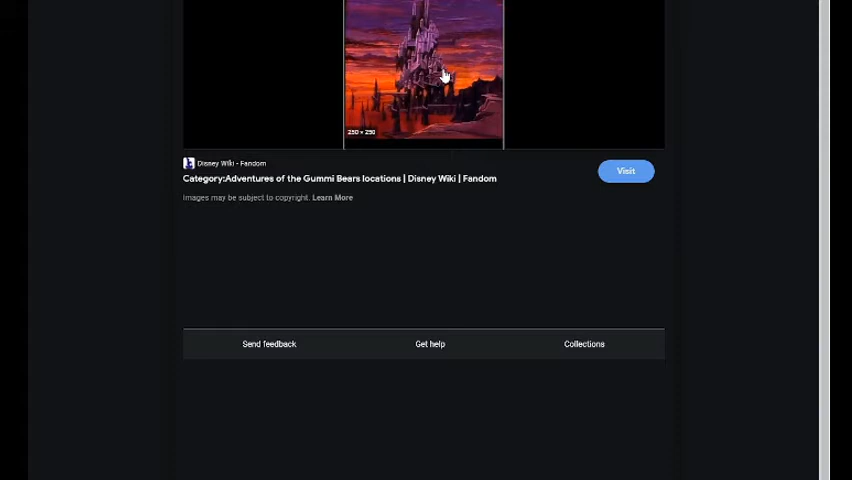 250 × 250
Disney Wiki - Fandom
Category:Adventures of the Gummi Bears locations | Disney Wiki | Fandom
Visit
Images may be subject to copyright. Learn More
Send feedback
Get help
Collections